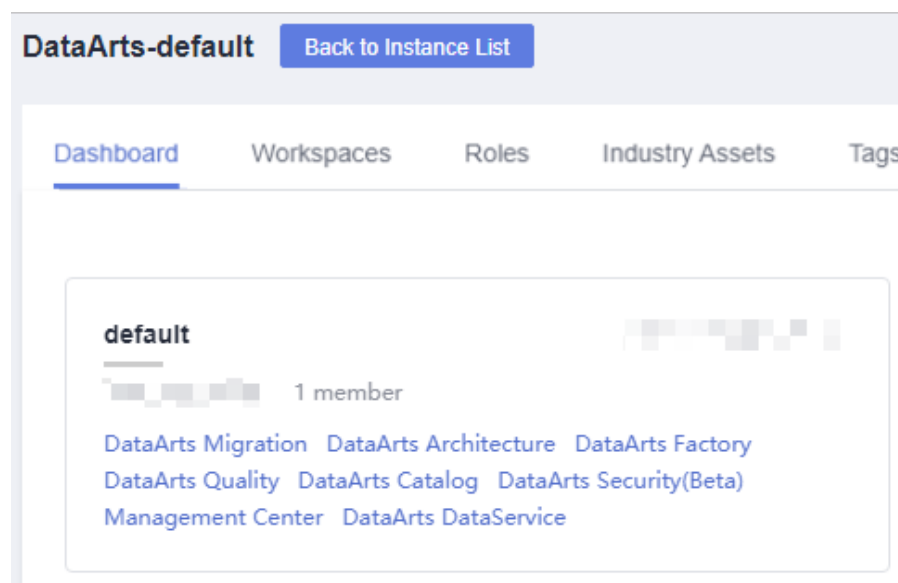 DataArts-default Back to Instance List
Dashboard Workspaces Roles Industry Assets Tags
default
1 member
DataArts Migration DataArts Architecture DataArts Factory
DataArts Quality DataArts Catalog DataArts Security(Beta)
Management Center DataArts DataService